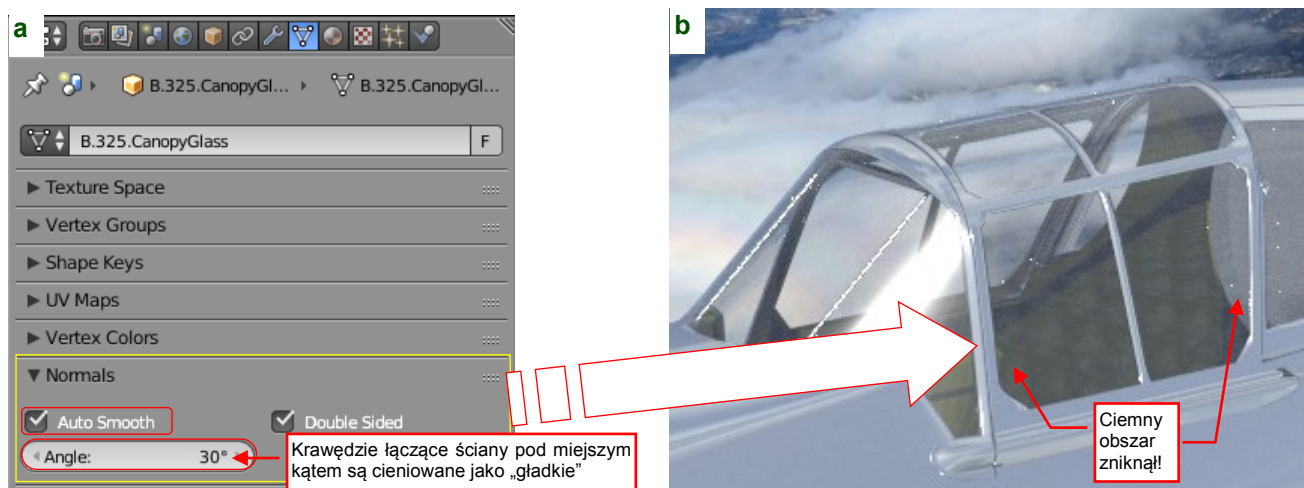 a
B.325.CanopyGl...
B.325.CanopyGl...
B.325.CanopyGlass
F
Texture Space
Vertex Groups
Shape Keys
UV Maps
Vertex Colors
Normals
Auto Smooth
Double Sided
Angle:
30°
Krawędzie łączące ściany pod miejszym
kątem są cieniowane jako „gładkie”
b
Ciemny
obszar
zniknął!